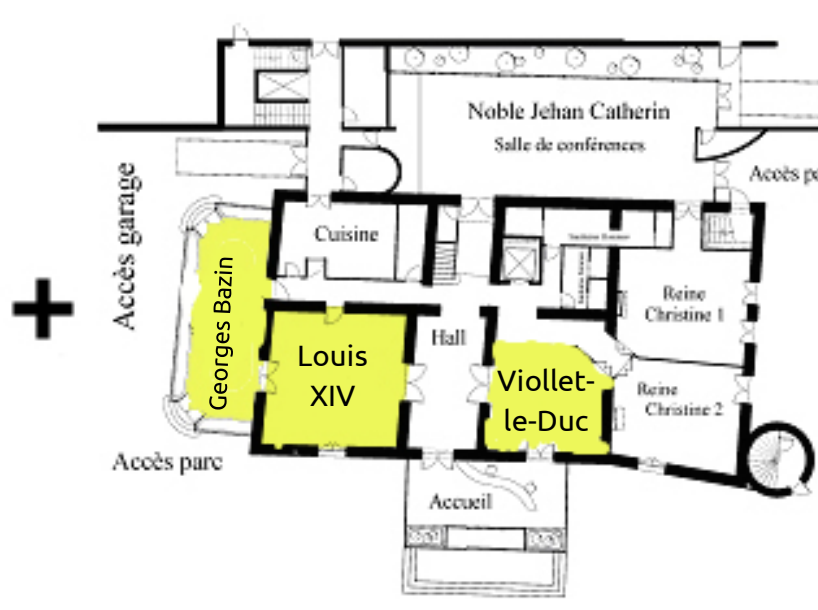 Noble Jehan Catherin
Salle de conférences
Accès garage
Accès pa
Cuisine
Georges Bazin
Louis
XIV
Hall
Viollet-
le-Duc
Reine
Christine 1
Reine
Christine 2
Accès parc
Accueil